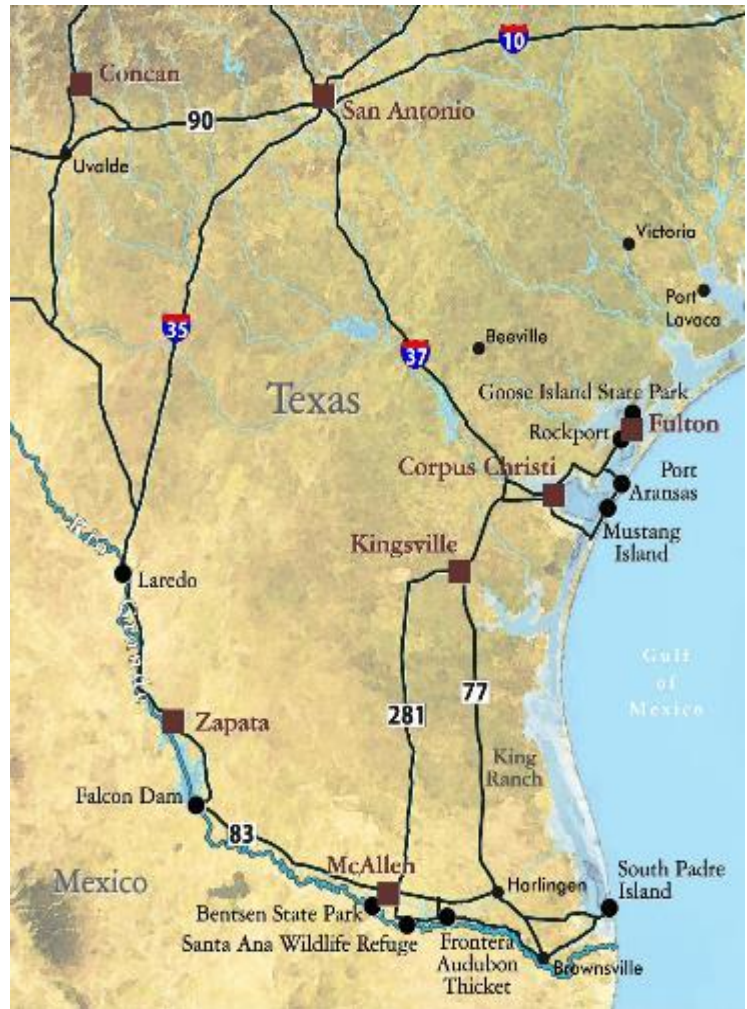 10
Concan
San Antonio
90
Uvalde
Victoria
Port
Lavaca
35
37
Beeville
Texas
Goose Island State Park
Fulton
Rockport
Corpus Christi
Port
Aransas
Mustang
Island
Kingsville
Rio
Laredo
Gulf
of
Mexico
77
281
Zapata
King
Ranch
Falcon Dam
83
McAllen
Mexico
South Padre
Island
Harlingen
Bentsen State Park
Santa Ana Wildlife Refuge
Frontera
Audubon
Thicket
Brownsville